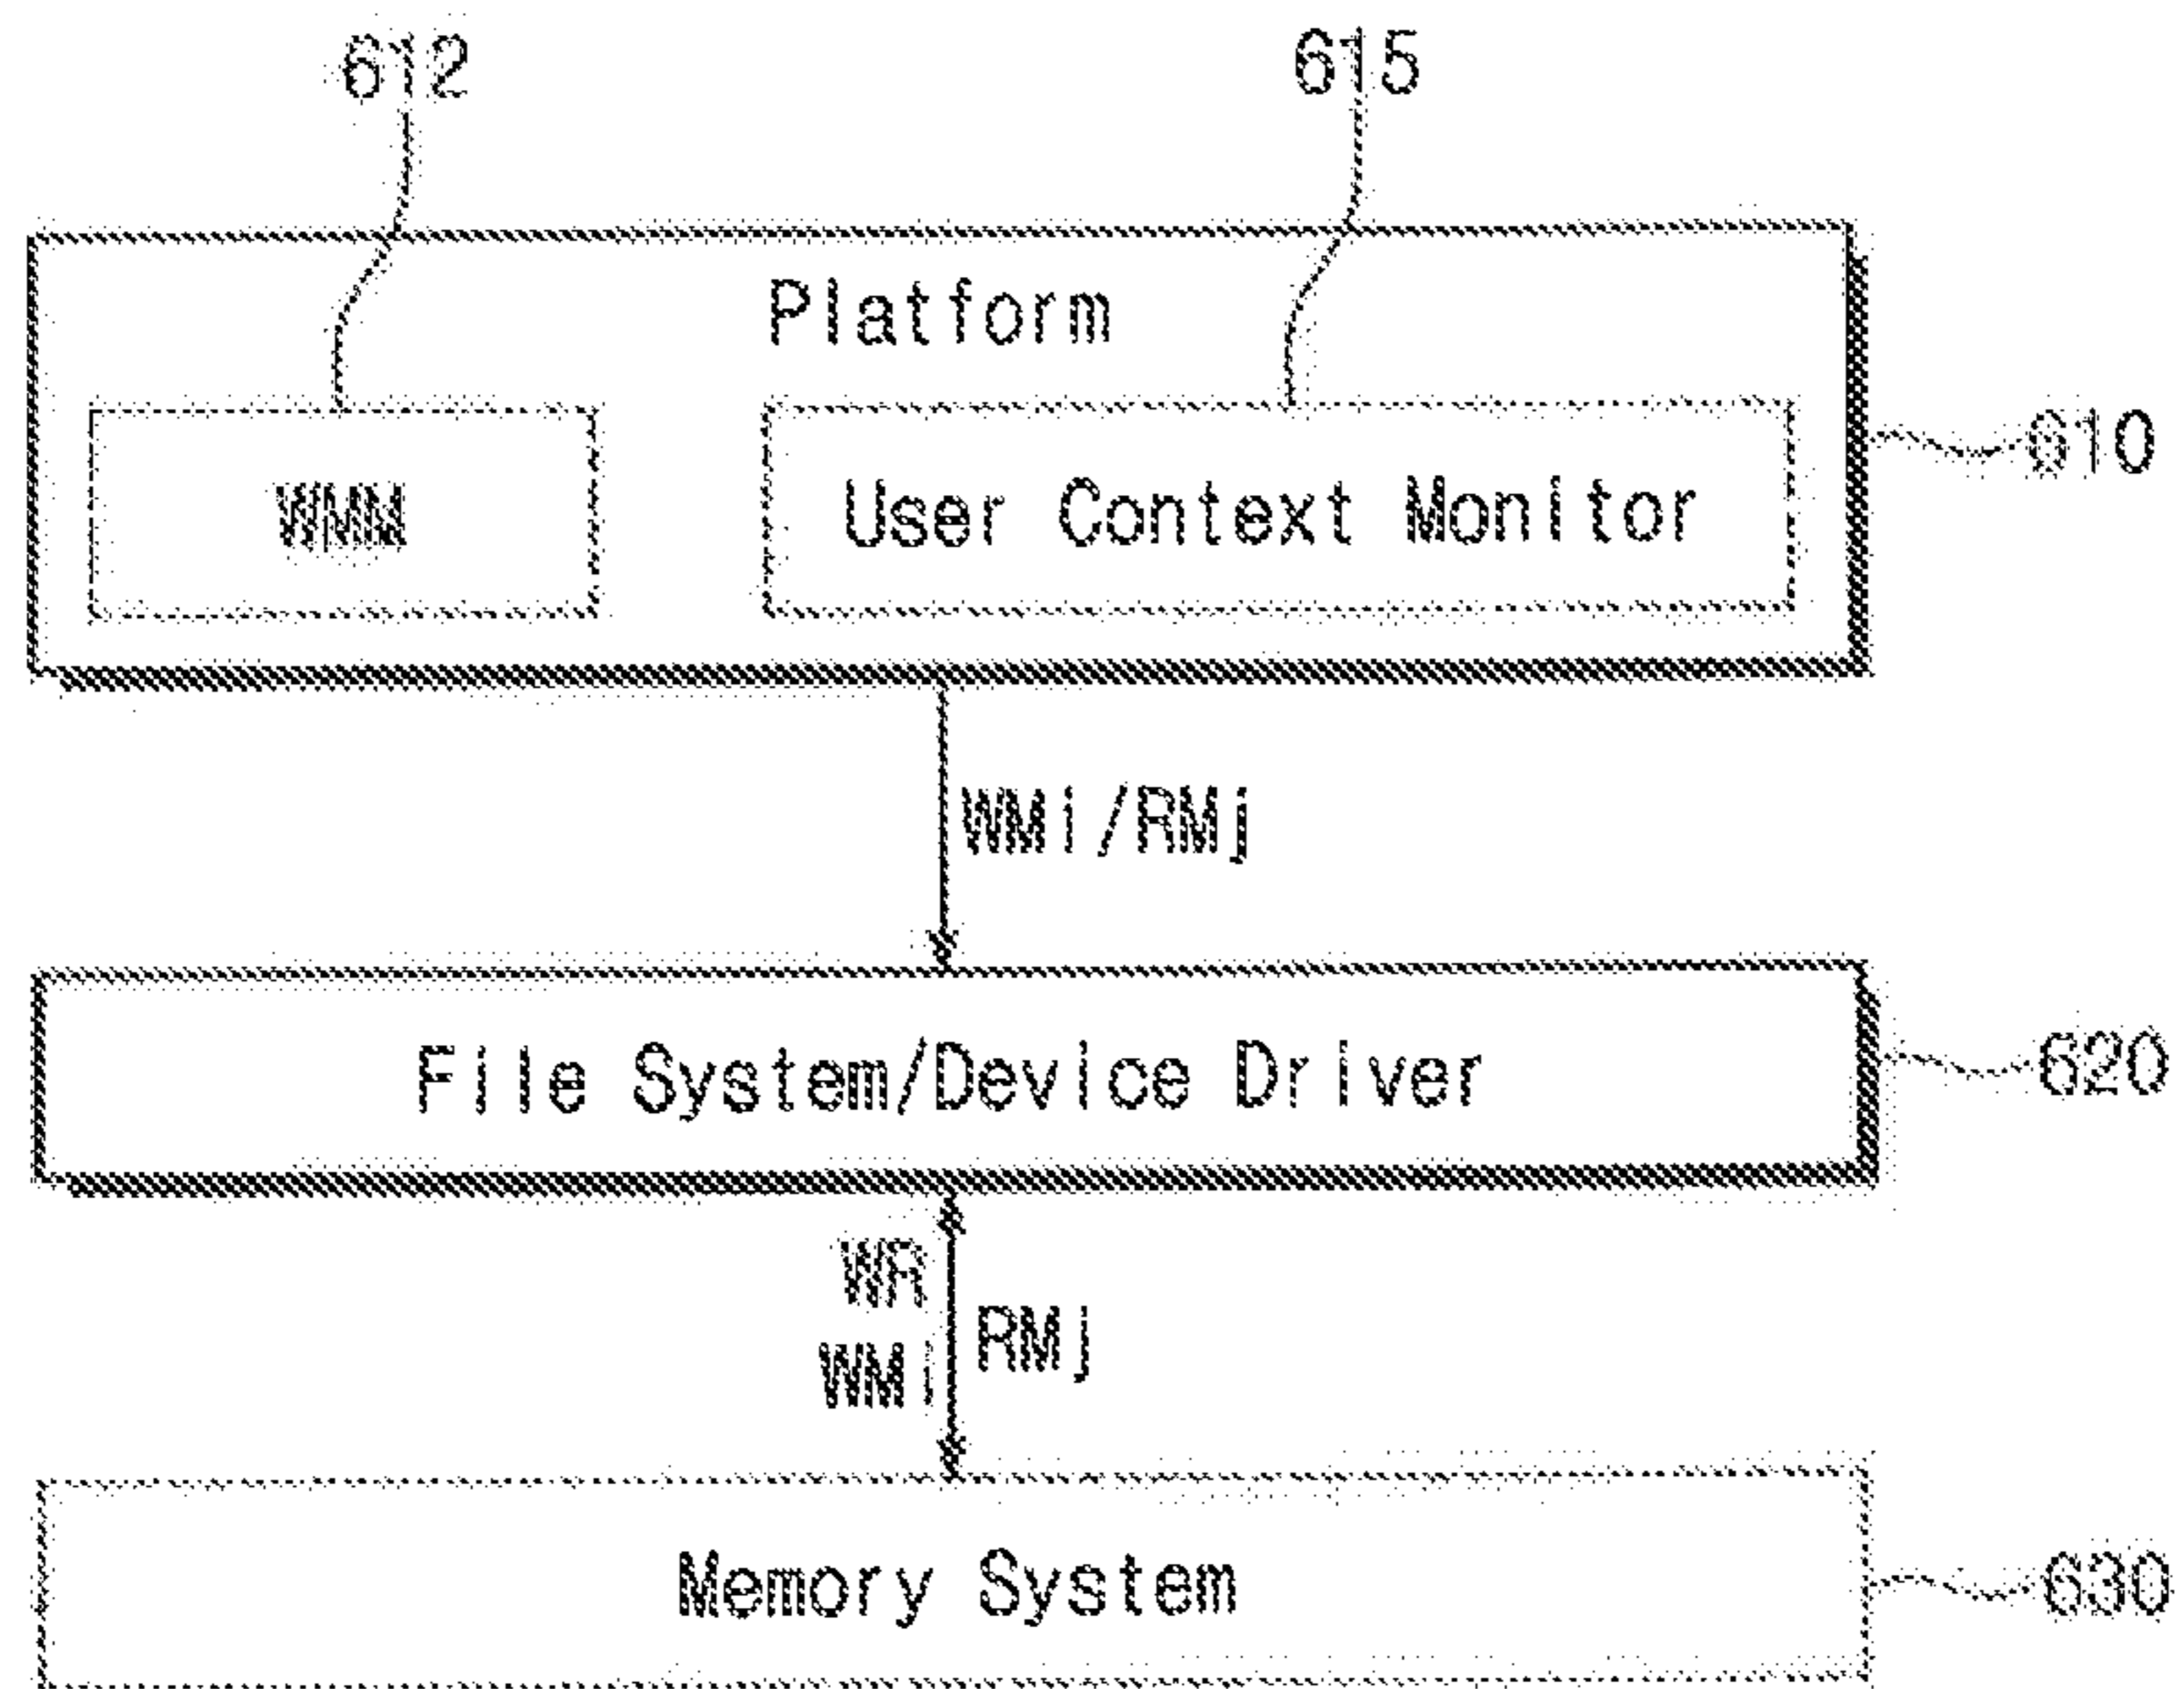 612 615
Platform
WMM User Context Monitor
610
WMi/RMj
File System/Device Driver
620
WR
WMi
RMj
Memory System
630